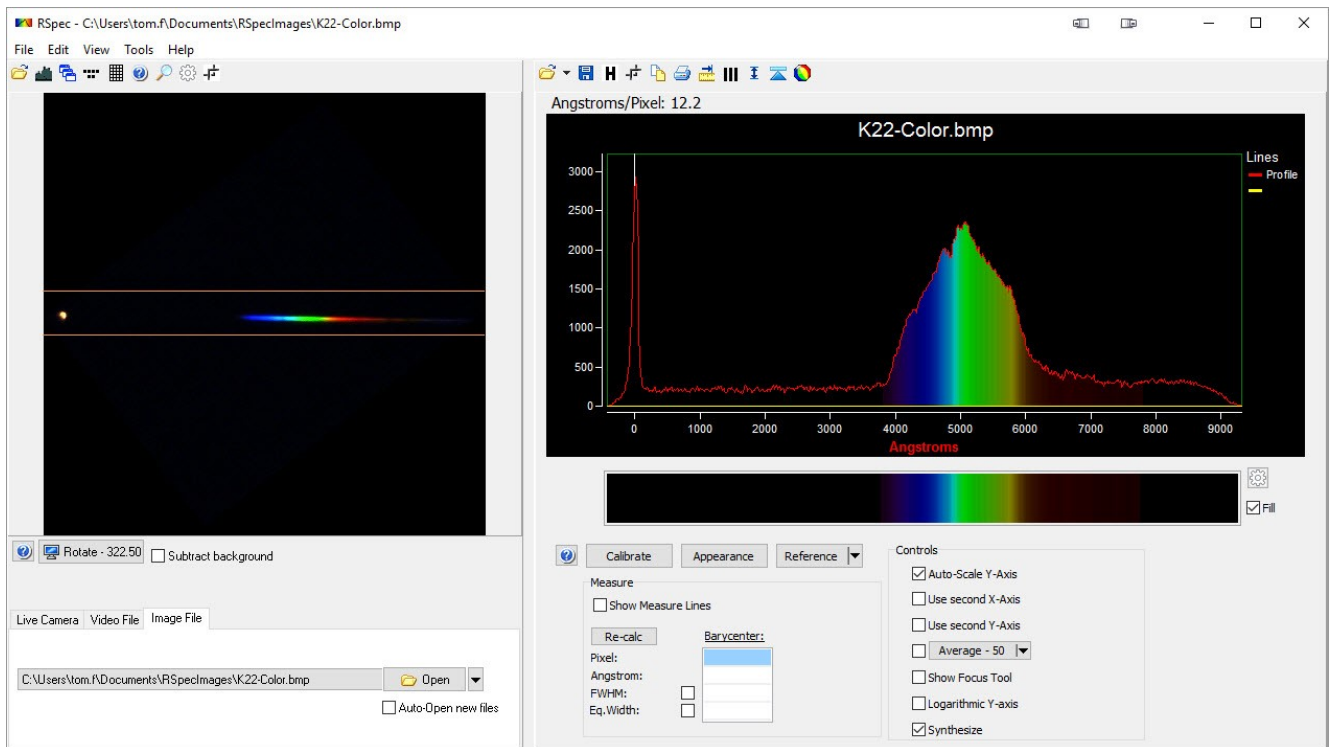 RSpec - C:\Users\tom.f\Documents\RSpecImages\K22-Color.bmp
File Edit View Tools Help
Angstroms/Pixel: 12.2
K22-Color.bmp
Lines
Profile
3000
2500
2000
1500
1000
500
0
0 1000 2000 3000 4000 5000 6000 7000 8000 9000
Angstroms
Fill
Rotate - 322.50
Subtract background
Live Camera Video File Image File
C:\Users\tom.f\Documents\RSpecImages\K22-Color.bmp Open
Auto-Open new files
Calibrate Appearance Reference
Measure
Show Measure Lines
Re-calc Barycenter:
Pixel:
Angstrom:
FWHM:
Eq.Width:
Controls
Auto-Scale Y-Axis
Use second X-Axis
Use second Y-Axis
Average - 50
Show Focus Tool
Logarithmic Y-axis
Synthesize